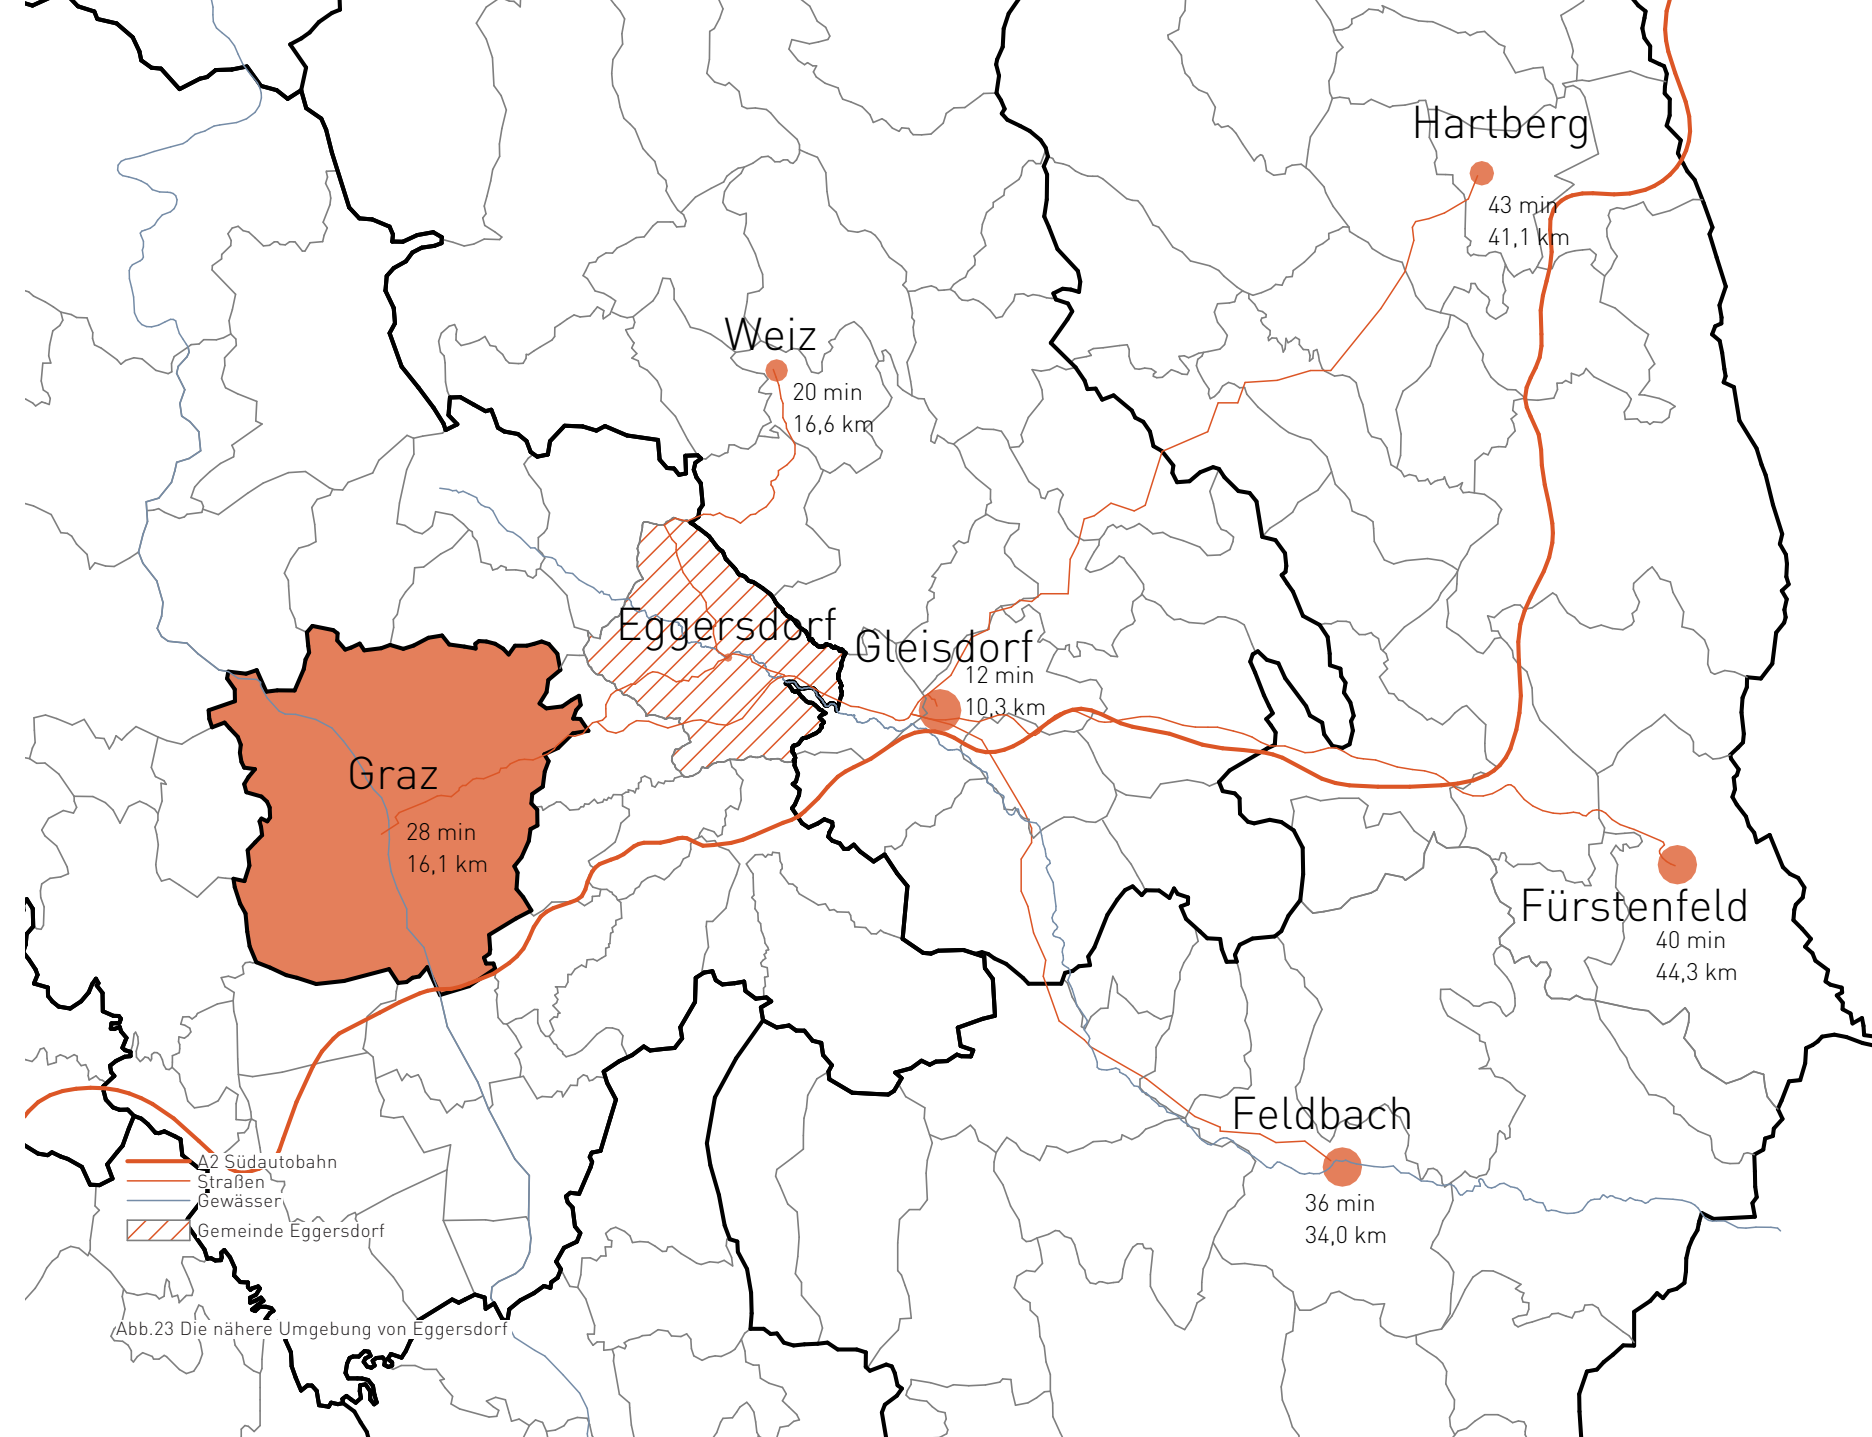 Hartberg
43 min
41,1 km
Weiz
20 min
16,6 km
Eggersdorf
Gleisdorf
12 min
10,3 km
Graz
28 min
16,1 km
Fürstenfeld
40 min
44,3 km
Feldbach
36 min
34,0 km
A2 Südautobahn
Straßen
Gewässer
Gemeinde Eggersdorf
Abb.23 Die nähere Umgebung von Eggersdorf